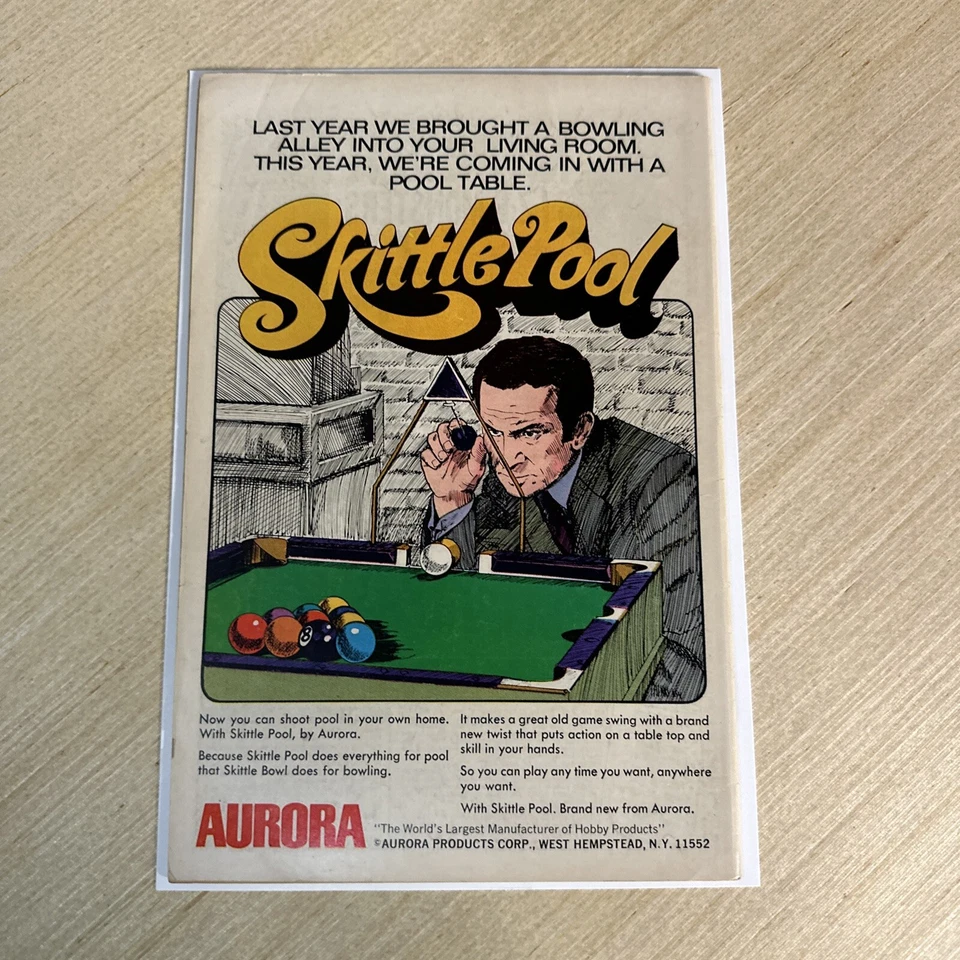 LAST YEAR WE BROUGHT A BOWLING
ALLEY INTO YOUR LIVING ROOM.
THIS YEAR, WE'RE COMING IN WITH A
POOL TABLE.
Skittle Pool
8
Now you can shoot pool in your own home.
With Skittle Pool, by Aurora.
Because Skittle Pool does everything for pool
that Skittle Bowl does for bowling.
It makes a great old game swing with a brand
new twist that puts action on a table top and
skill in your hands.
So you can play any time you want, anywhere
you want.
With Skittle Pool. Brand new from Aurora.
AURORA
"The World's Largest Manufacturer of Hobby Products"
©AURORA PRODUCTS CORP., WEST HEMPSTEAD, N.Y. 11552